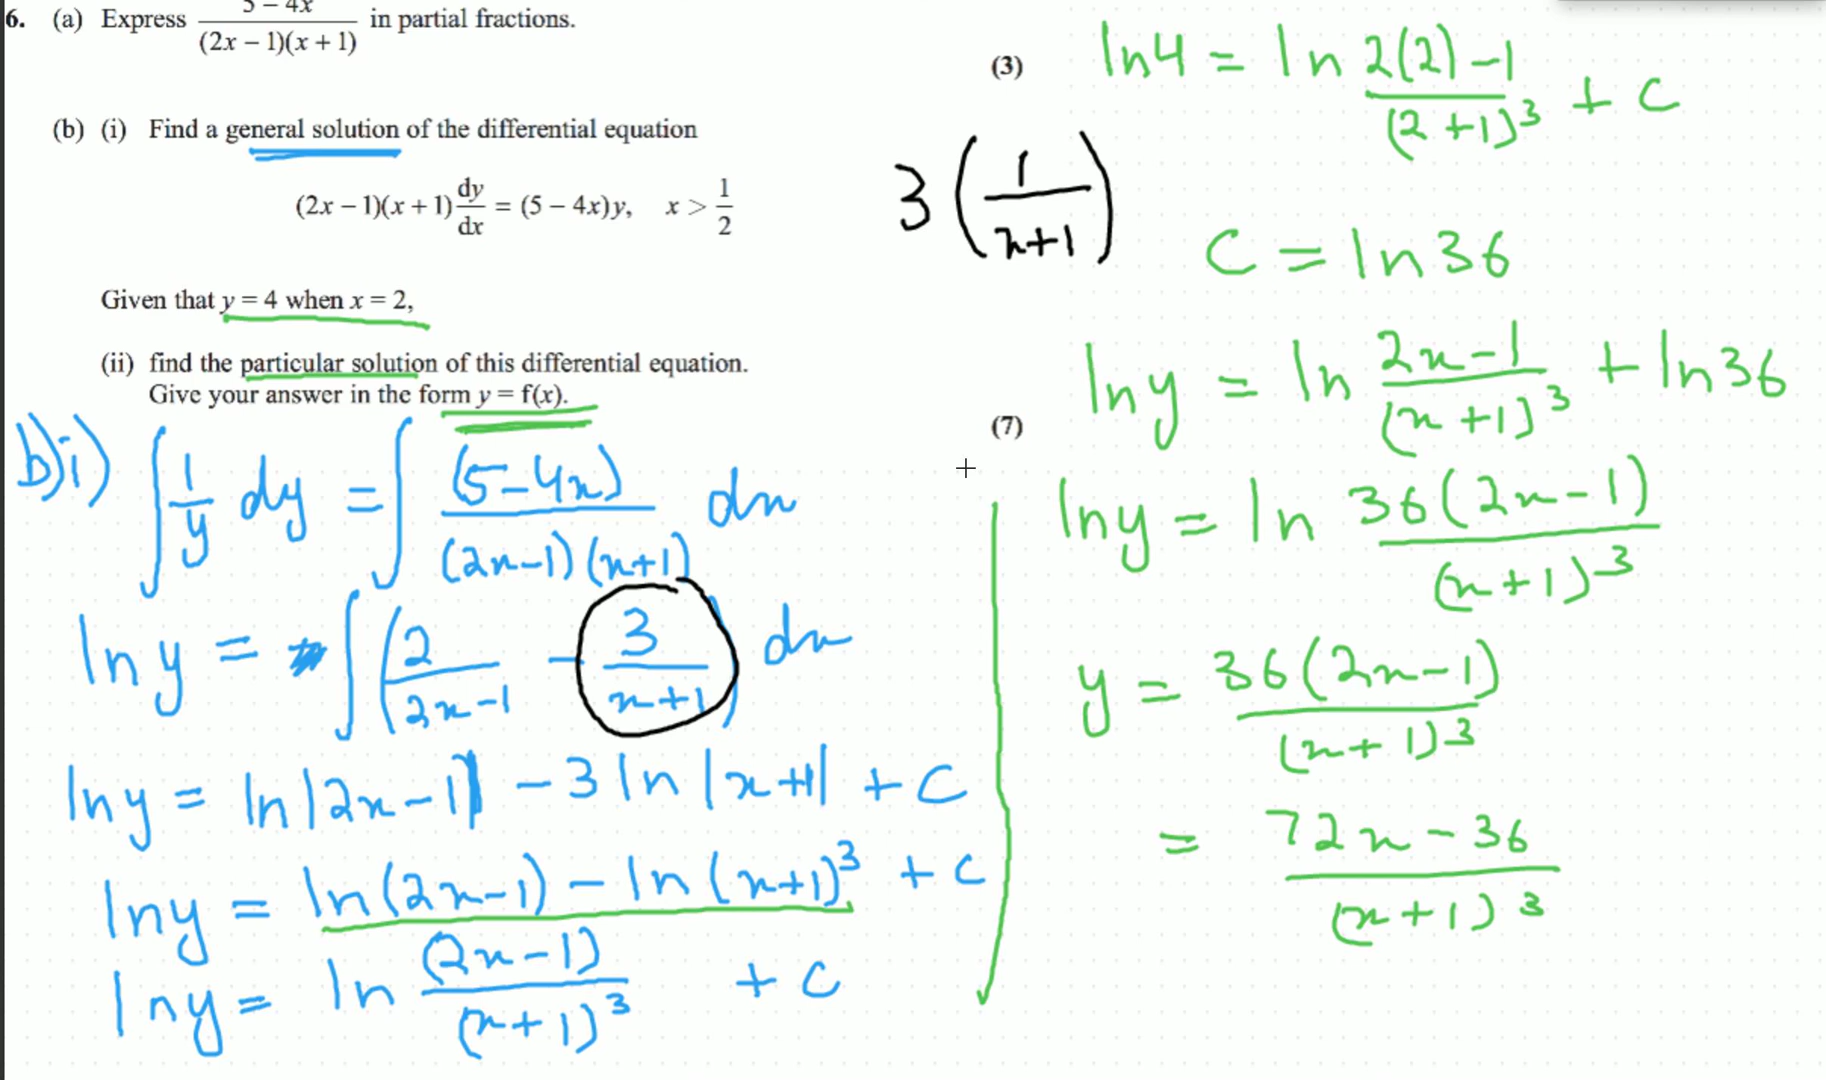 6. (a) Express 5 – 4x / (2x – 1)(x + 1) in partial fractions.
(3)
(b) (i) Find a general solution of the differential equation
(2x – 1)(x + 1) dy/dx = (5 – 4x)y, x > 1/2
Given that y = 4 when x = 2,
(ii) find the particular solution of this differential equation.
Give your answer in the form y = f(x).
(7)
b)i) ∫ 1/y dy = ∫ (5-4x) / (2x-1)(x+1) dx
ln y = ∫ (2/(2x-1) - 3/(x+1)) dx
ln y = ln|2x-1| - 3 ln|x+1| + C
ln y = ln(2x-1) - ln(x+1)³ + C
ln y = ln (2x-1)/(x+1)³ + C
3 (1/(x+1))
ln4 = ln 2(2)-1 / (2+1)³ + C
C = ln36
ln y = ln 2x-1 / (x+1)³ + ln36
ln y = ln 36(2x-1) / (x+1)³
y = 36(2x-1) / (x+1)³
= 72x - 36 / (x+1)³